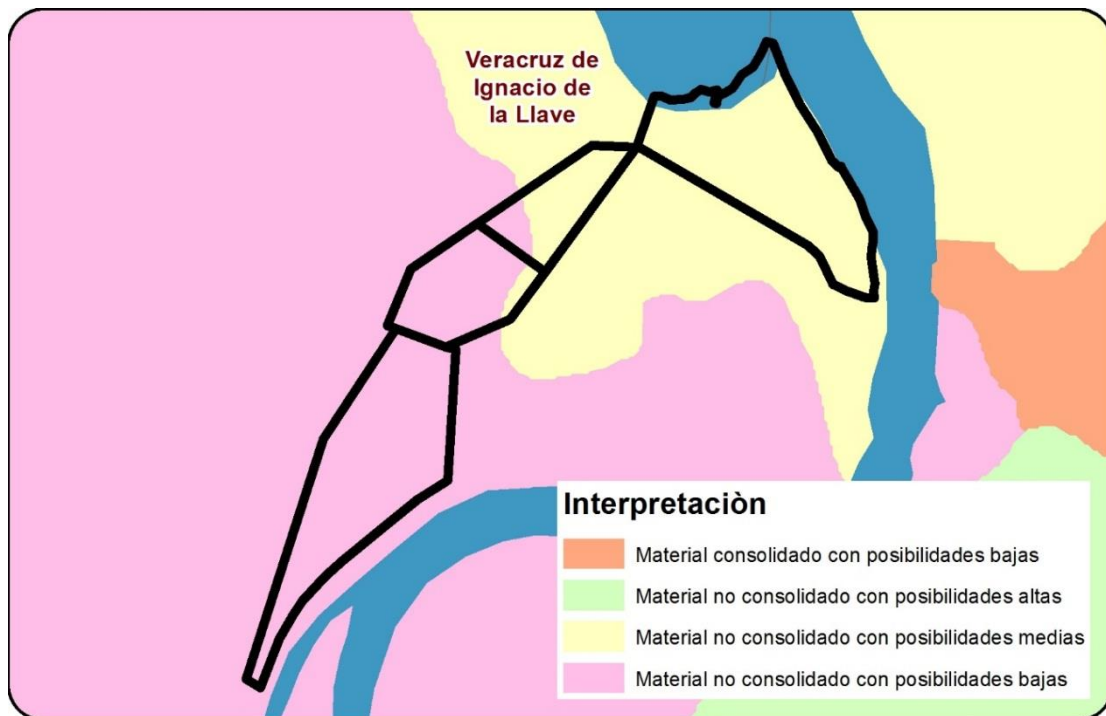 Veracruz de
Ignacio de
la Llave
Interpretaciòn
Material consolidado con posibilidades bajas
Material no consolidado con posibilidades altas
Material no consolidado con posibilidades medias
Material no consolidado con posibilidades bajas